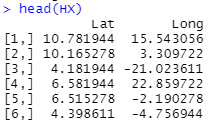 > head(HX)
Lat Long
[1,] 10.781944 15.543056
[2,] 10.165278 3.309722
[3,] 4.181944 -21.023611
[4,] 6.581944 22.859722
[5,] 6.515278 -2.190278
[6,] 4.398611 -4.756944